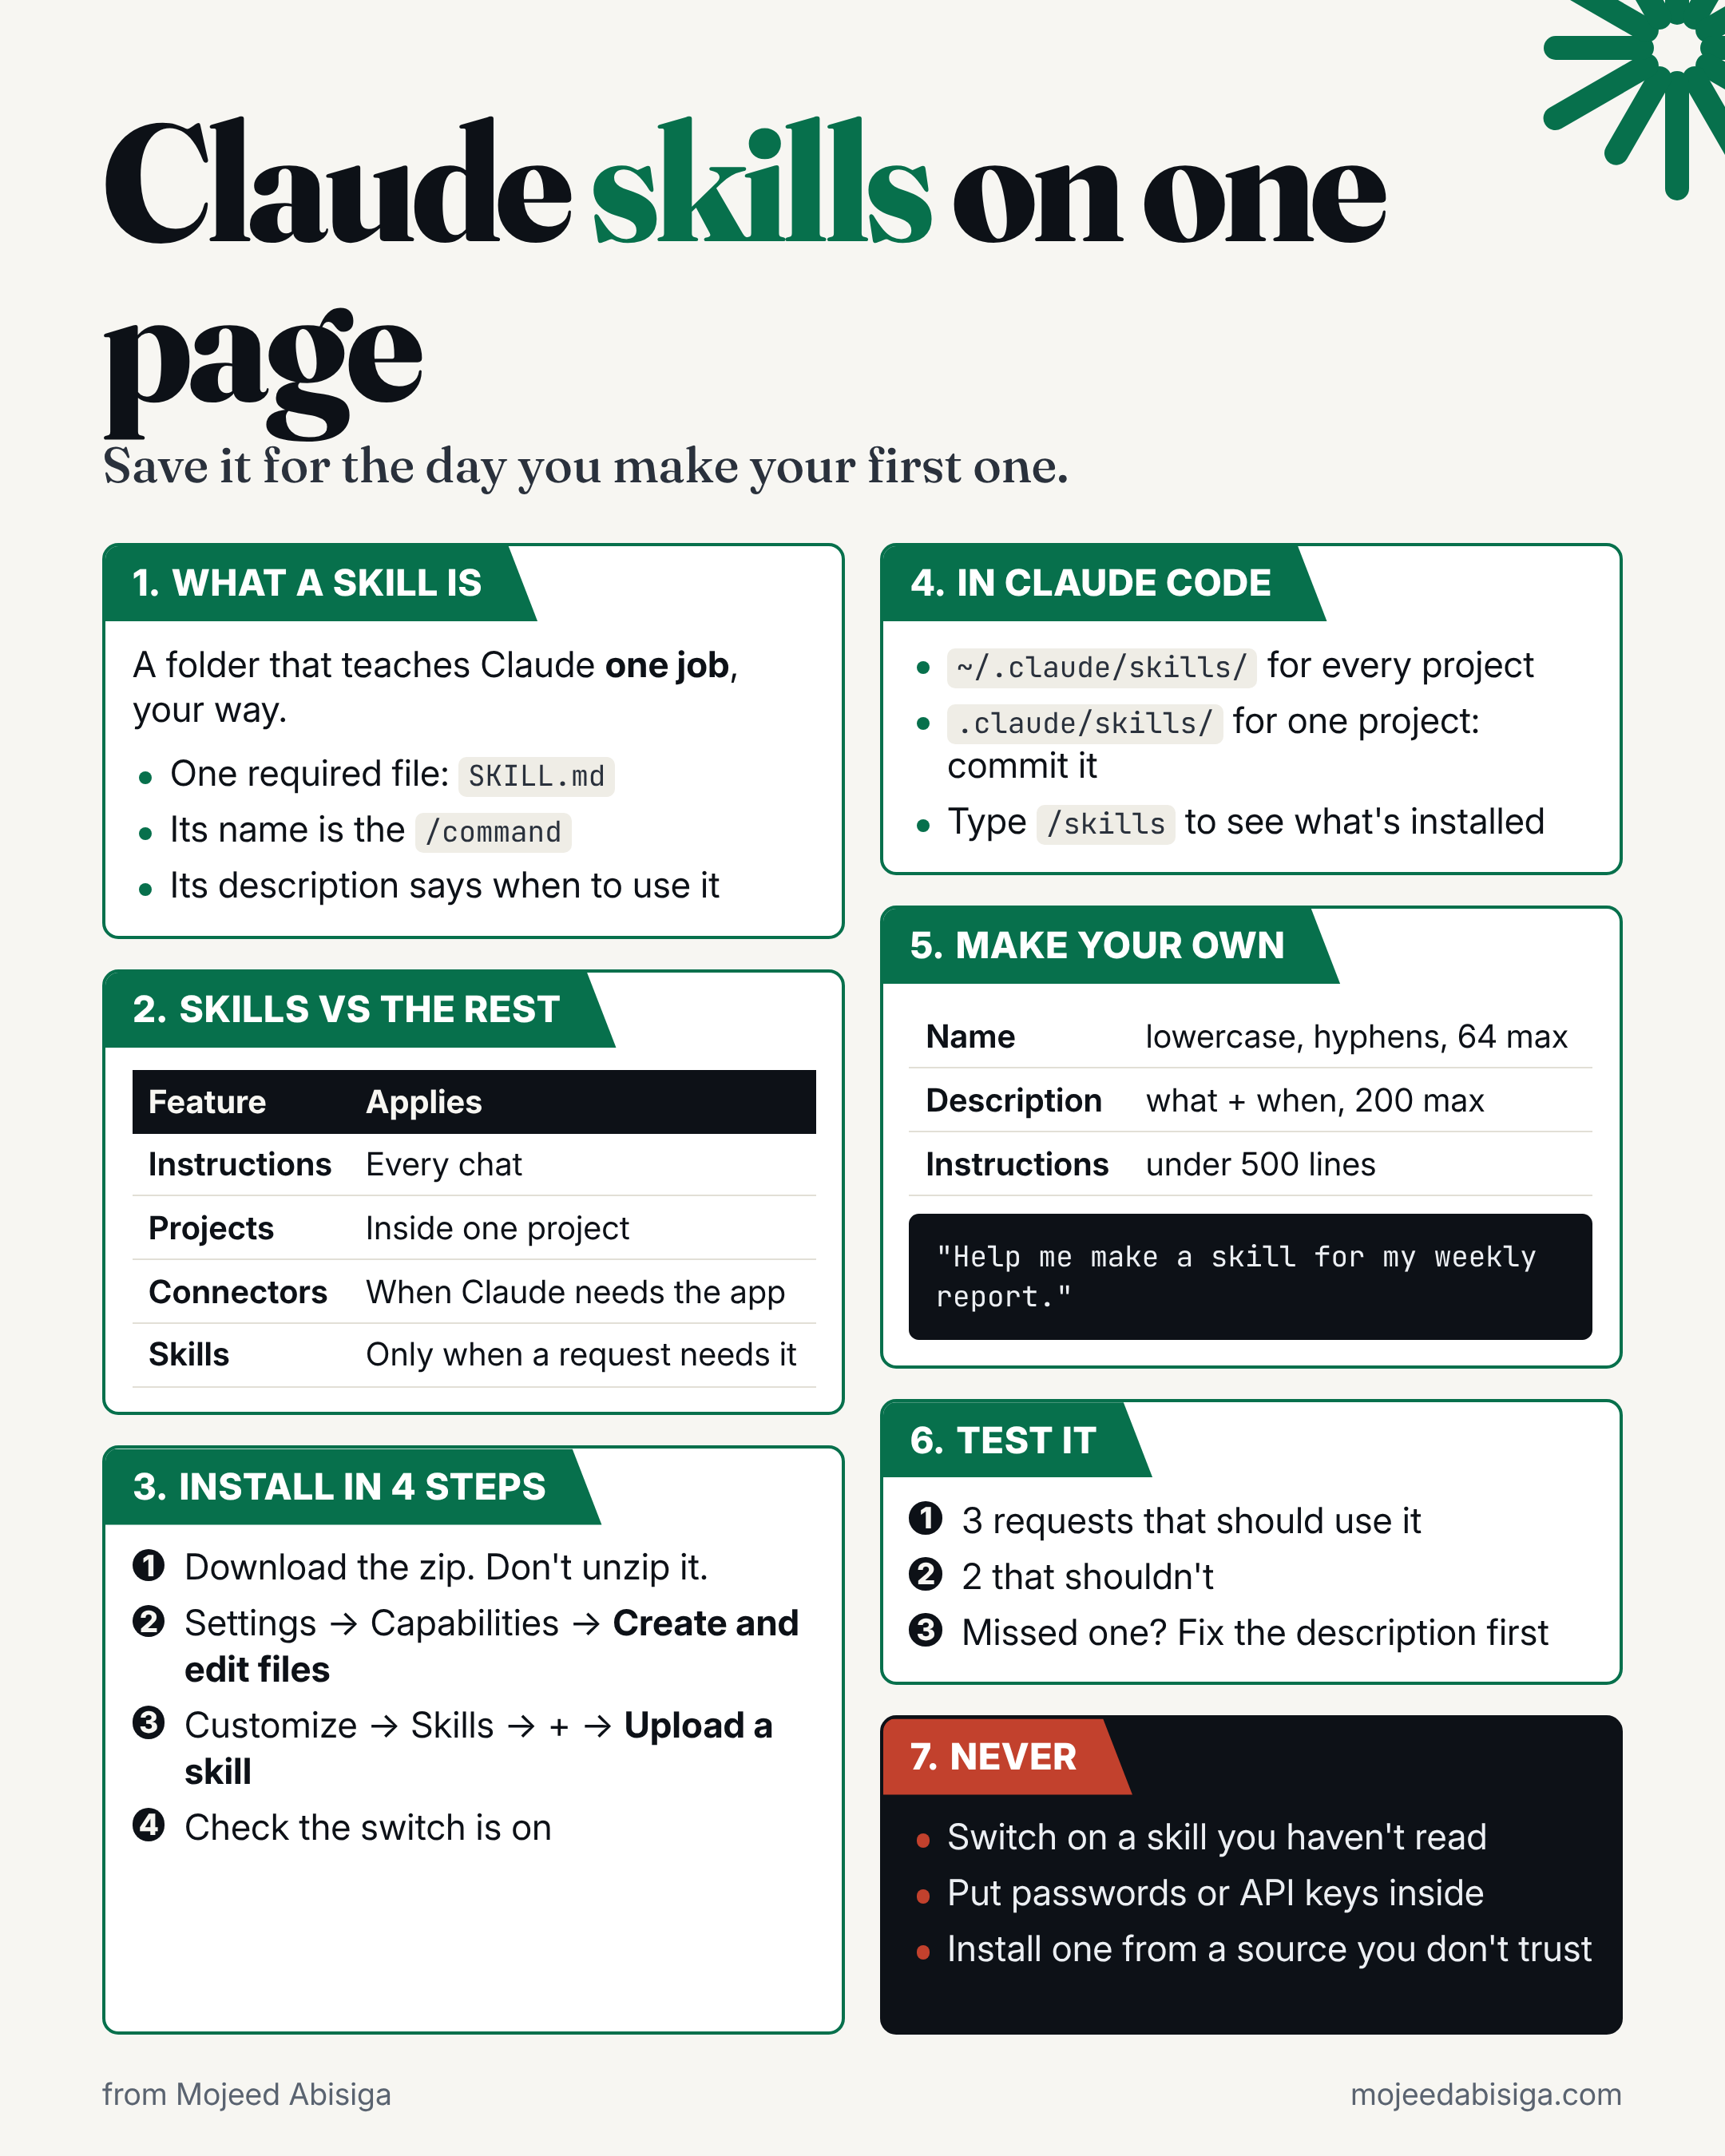 Claude skills on one
page
Save it for the day you make your first one.
1. WHAT A SKILL IS
A folder that teaches Claude one job,
your way.
• One required file: SKILL.md
• Its name is the /command
• Its description says when to use it
2. SKILLS VS THE REST
Feature Applies
Instructions Every chat
Projects Inside one project
Connectors When Claude needs the app
Skills Only when a request needs it
3. INSTALL IN 4 STEPS
1 Download the zip. Don't unzip it.
2 Settings → Capabilities → Create and
edit files
3 Customize → Skills → + → Upload a
skill
4 Check the switch is on
4. IN CLAUDE CODE
• ~/.claude/skills/ for every project
• .claude/skills/ for one project:
commit it
• Type /skills to see what's installed
5. MAKE YOUR OWN
Name lowercase, hyphens, 64 max
Description what + when, 200 max
Instructions under 500 lines
"Help me make a skill for my weekly
report."
6. TEST IT
1 3 requests that should use it
2 2 that shouldn't
3 Missed one? Fix the description first
7. NEVER
• Switch on a skill you haven't read
• Put passwords or API keys inside
• Install one from a source you don't trust
from Mojeed Abisiga
mojeedabisiga.com